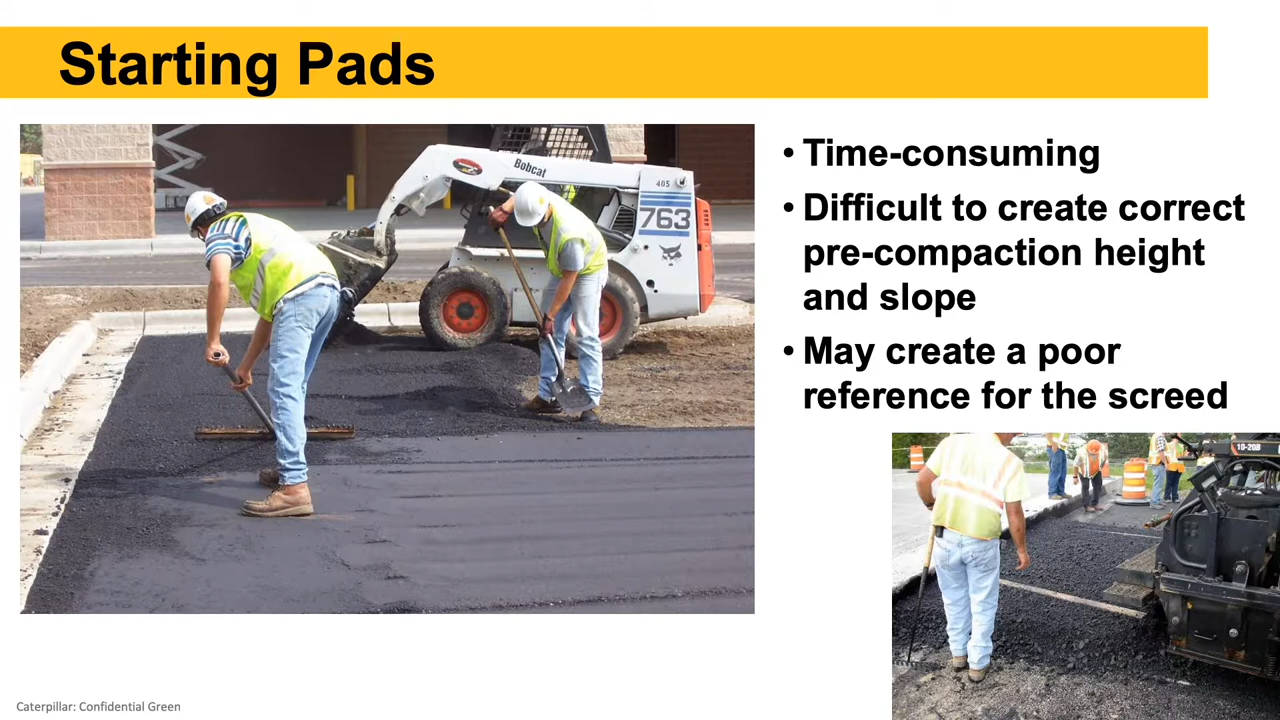 Starting Pads
Bobcat
405
763
• Time-consuming
• Difficult to create correct
pre-compaction height
and slope
• May create a poor
reference for the screed
10-20B
Caterpillar: Confidential Green